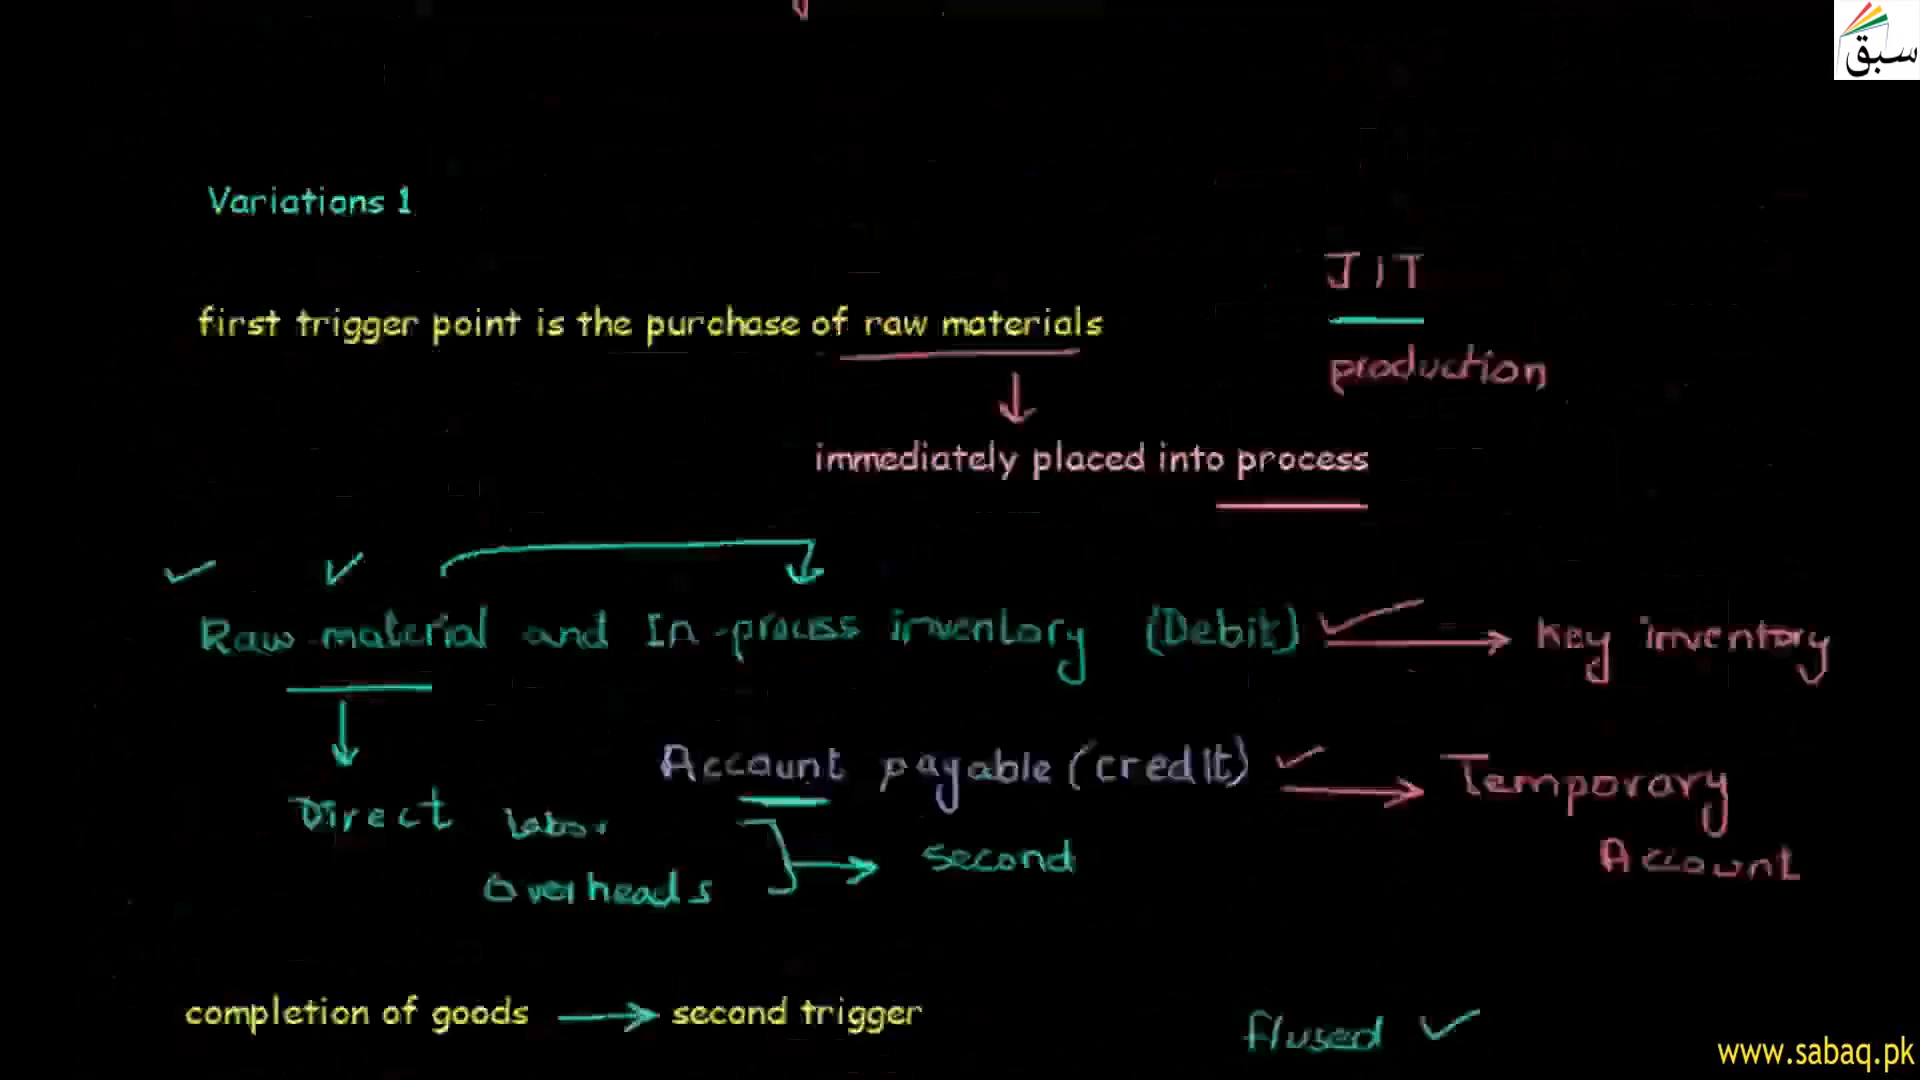 سبق
Variations 1
JIT
first trigger point is the purchase of raw materials
production
immediately placed into process
Raw material and In-process inventory (Debit)
Key inventory
Account payable (credit)
Temporary
Account
Direct labor
overheads
second
completion of goods
second trigger
flused
www.sabaq.pk